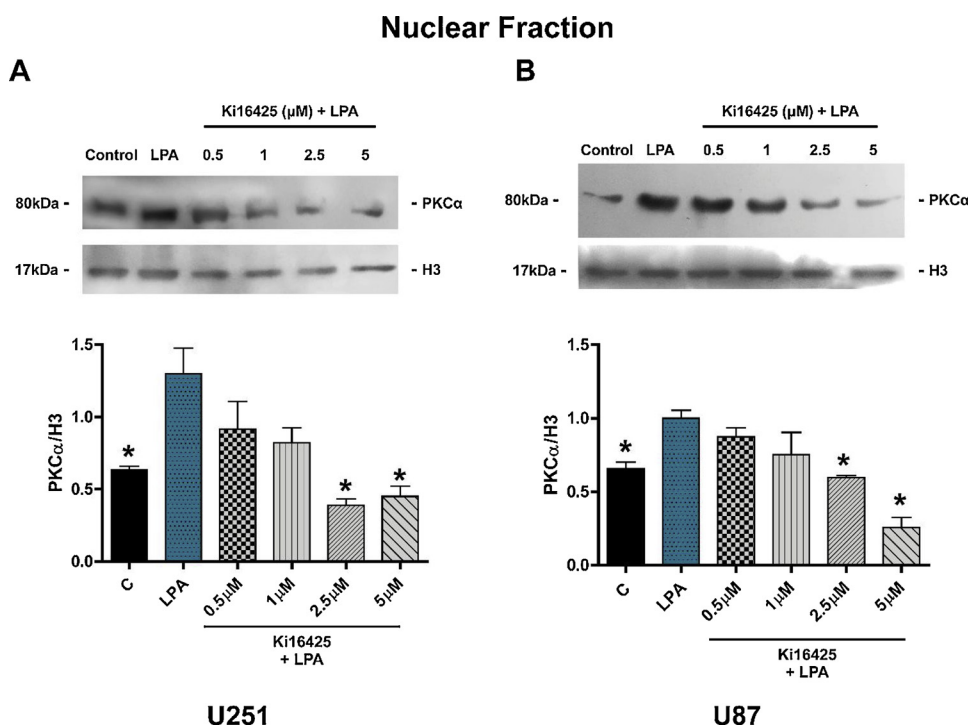 Nuclear Fraction
A
Ki16425 (µM) + LPA
Control LPA 0.5 1 2.5 5
80kDa - - PKCα
17kDa - - H3
PKCα/H3
1.5
1.0
0.5
0.0
*
*
*
C LPA 0.5µM 1µM 2.5µM 5µM
Ki16425
+ LPA
U251
B
Ki16425 (µM) + LPA
Control LPA 0.5 1 2.5 5
80kDa - - PKCα
17kDa - - H3
PKCα/H3
1.5
1.0
0.5
0.0
*
*
*
C LPA 0.5µM 1µM 2.5µM 5µM
Ki16425
+ LPA
U87